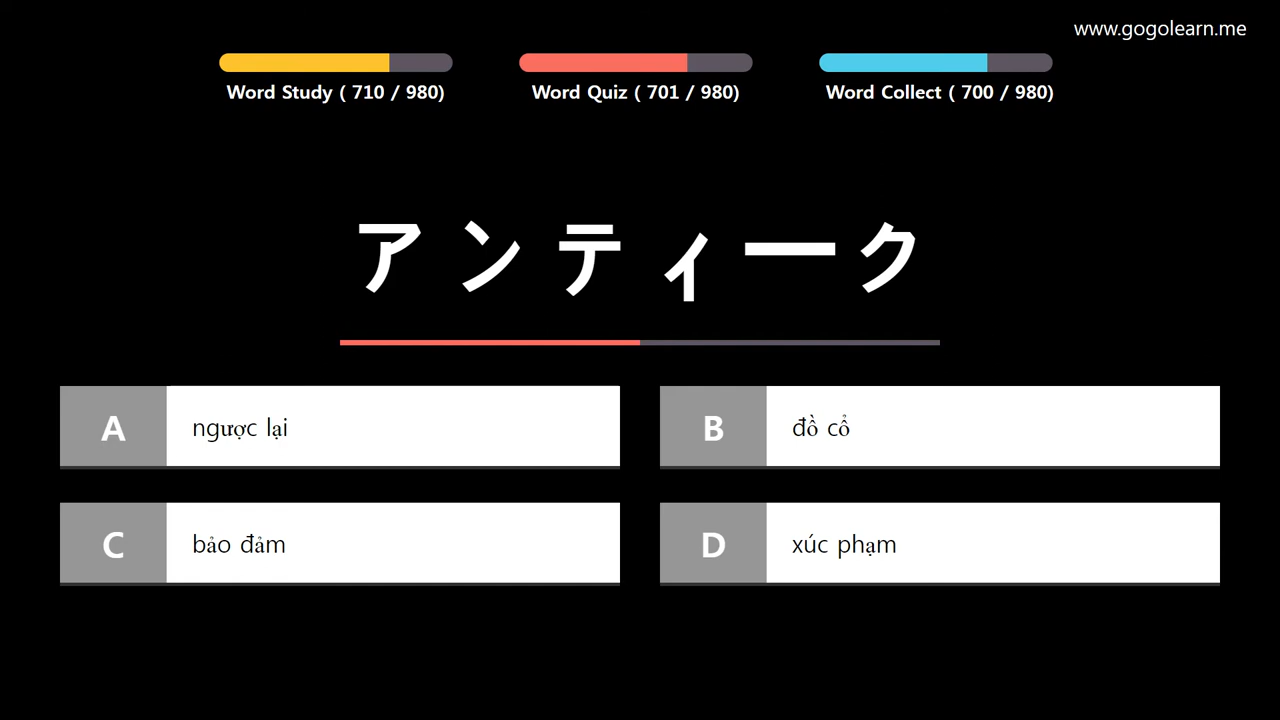 www.gogolearn.me
Word Study ( 710 / 980)
Word Quiz ( 701 / 980)
Word Collect ( 700 / 980)
アンティーク
A
ngược lại
B
đồ cổ
C
bảo đảm
D
xúc phạm